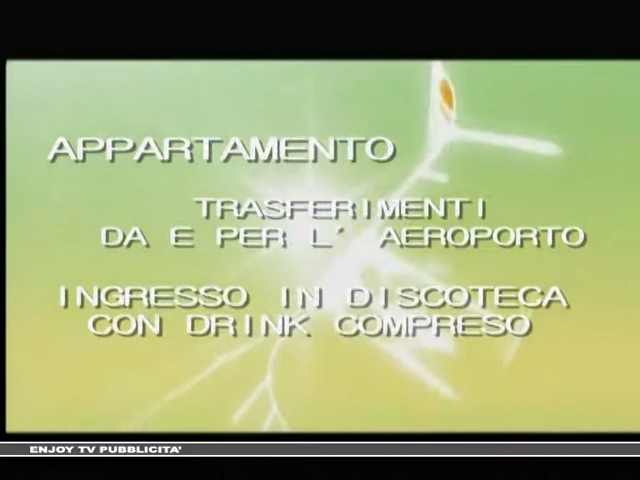 APPARTAMENTO
TRASFERIMENTI
DA E PER L' AEROPORTO
INGRESSO IN DISCOTECA
CON DRINK COMPRESO
ENJOY TV PUBBLICITA'